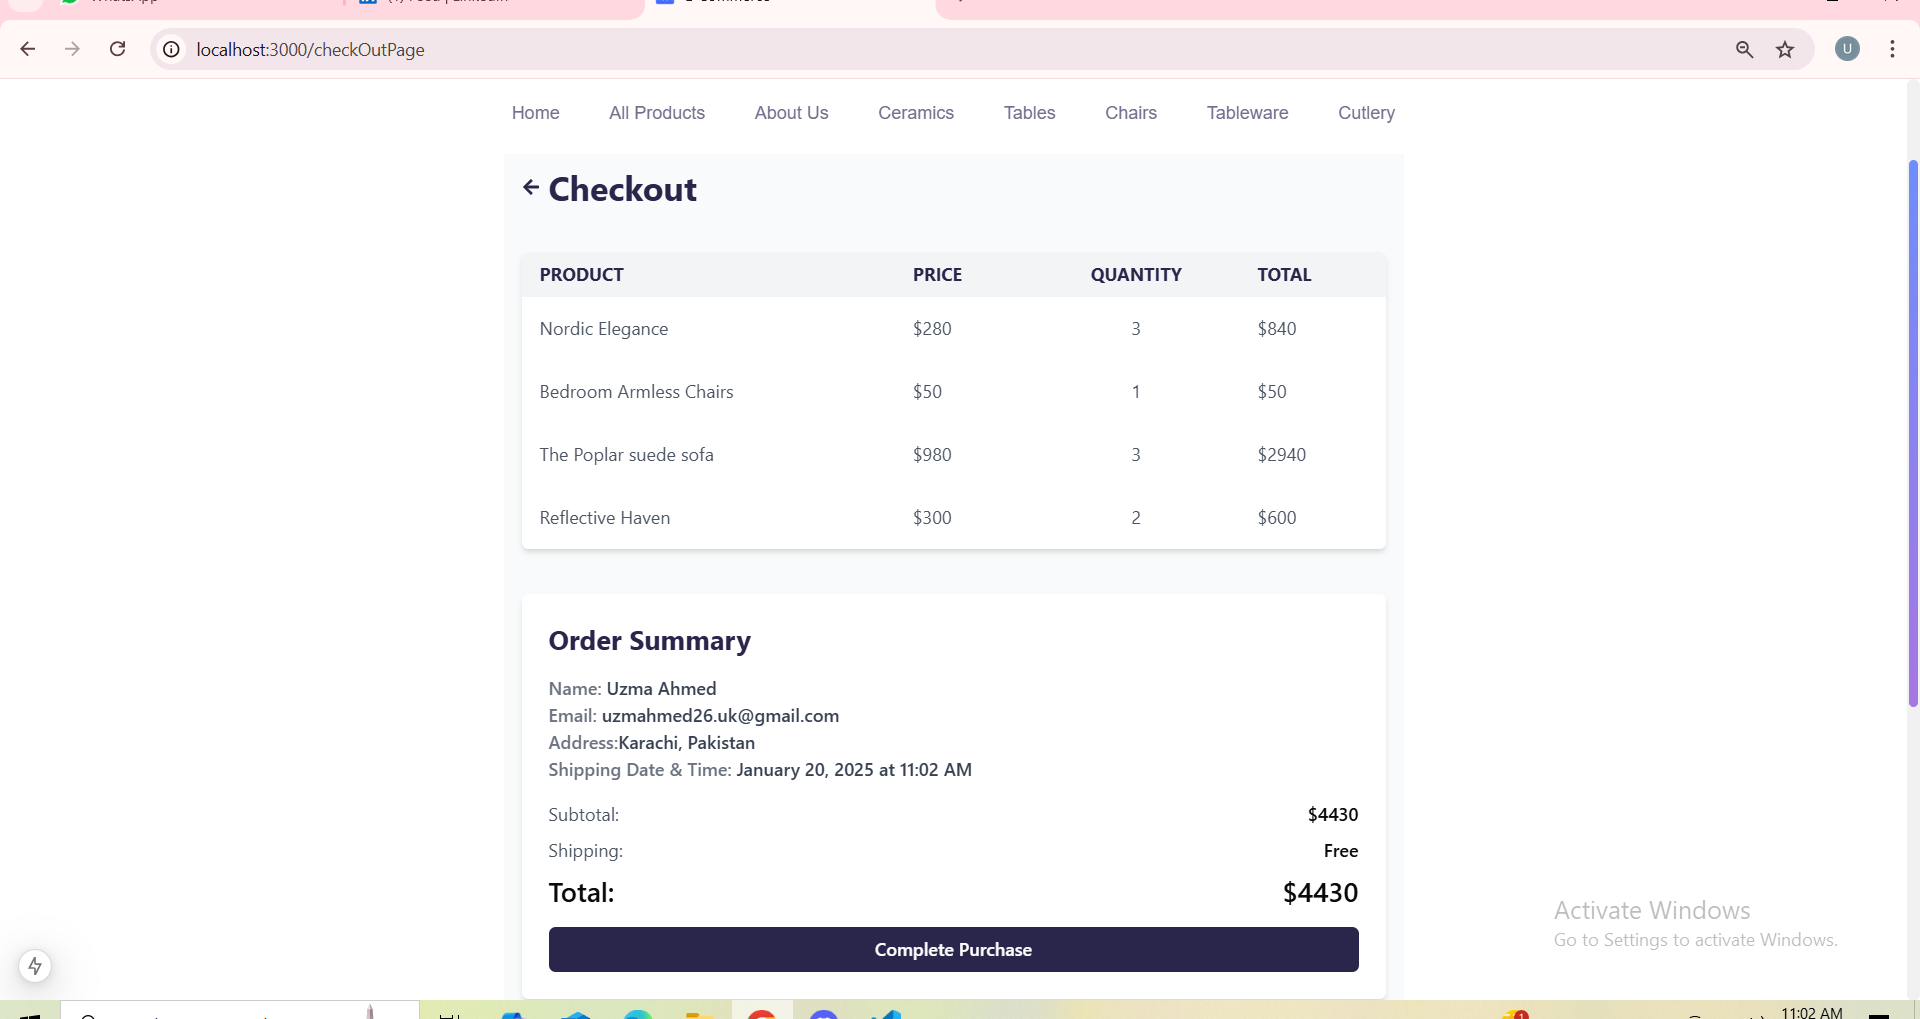 localhost:3000/checkOutPage
U
Home All Products About Us Ceramics Tables Chairs Tableware Cutlery
Checkout
PRODUCT PRICE QUANTITY TOTAL
Nordic Elegance $280 3 $840
Bedroom Armless Chairs $50 1 $50
The Poplar suede sofa $980 3 $2940
Reflective Haven $300 2 $600
Order Summary
Name: Uzma Ahmed
Email: uzmahmed26.uk@gmail.com
Address:Karachi, Pakistan
Shipping Date & Time: January 20, 2025 at 11:02 AM
Subtotal: $4430
Shipping: Free
Total: $4430
Complete Purchase
Activate Windows
Go to Settings to activate Windows.
1
11:02 AM